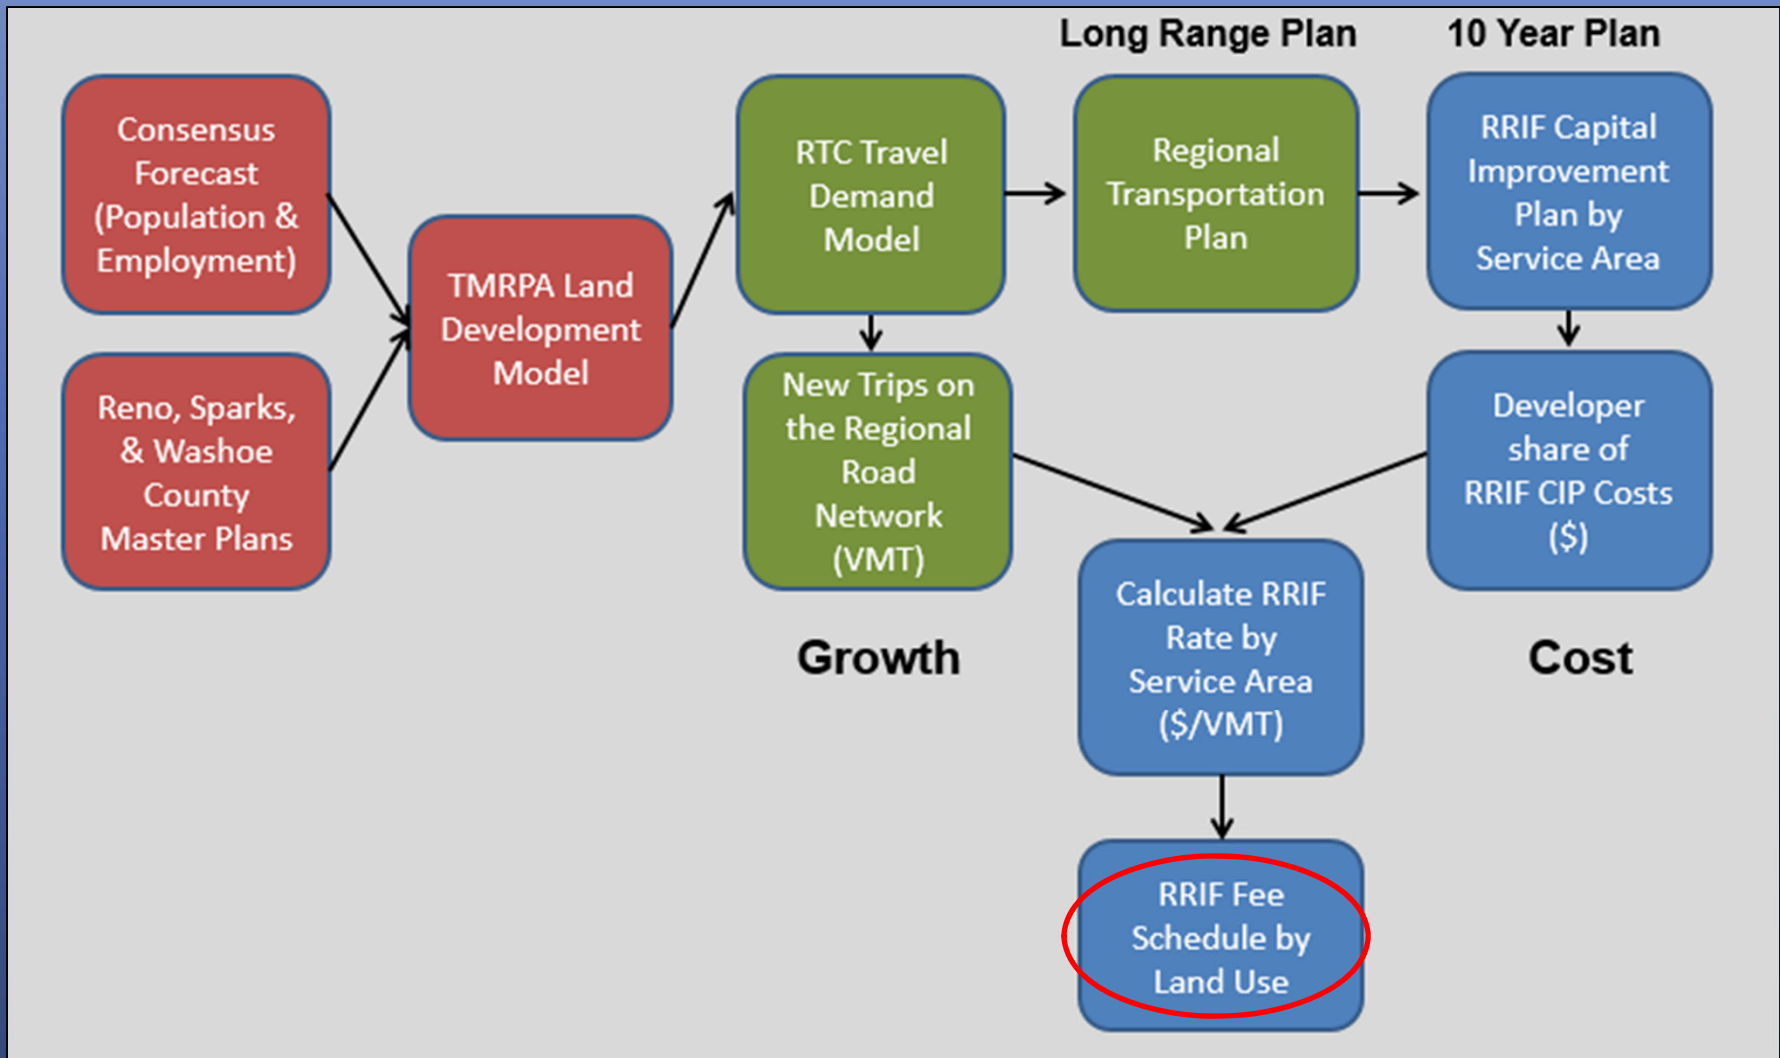 Long Range Plan
10 Year Plan
Consensus
Forecast
(Population &
Employment)
Reno, Sparks,
& Washoe
County
Master Plans
TMRPA Land
Development
Model
RTC Travel
Demand
Model
Regional
Transportation
Plan
RRIF Capital
Improvement
Plan by
Service Area
New Trips on
the Regional
Road
Network
(VMT)
Developer
share of
RRIF CIP Costs
($)
Growth
Cost
Calculate RRIF
Rate by
Service Area
($/VMT)
RRIF Fee
Schedule by
Land Use